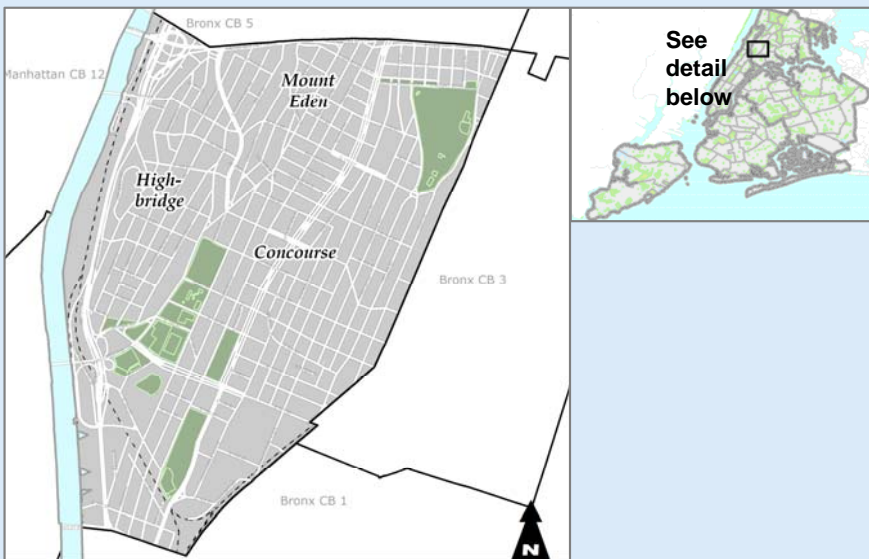 Bronx CB 5
Manhattan CB 12
Mount
Eden
High-
bridge
Concourse
Bronx CB 3
Bronx CB 1
N
See
detail
below